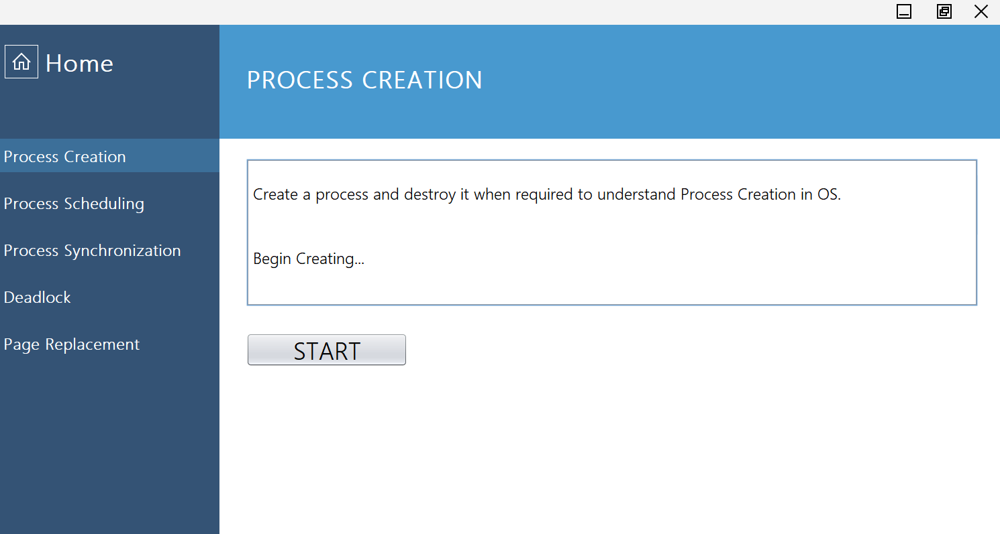 Home
PROCESS CREATION
Process Creation
Process Scheduling
Process Synchronization
Deadlock
Page Replacement
Create a process and destroy it when required to understand Process Creation in OS.
Begin Creating...
START